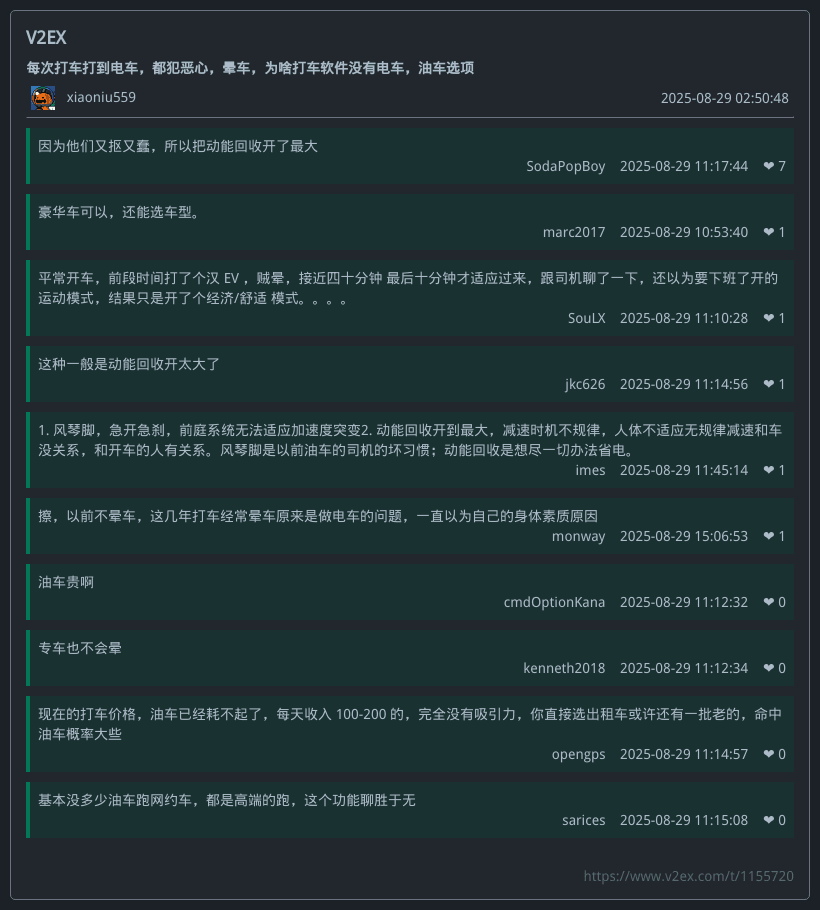 V2EX
每次打车打到电车，都犯恶心，晕车，为啥打车软件没有电车，油车选项
xiaoniu559 2025-08-29 02:50:48
因为他们又抠又蠢，所以把动能回收开了最大
SodaPopBoy 2025-08-29 11:17:44 ❤ 7
豪华车可以，还能选车型。
marc2017 2025-08-29 10:53:40 ❤ 1
平常开车，前段时间打了个汉 EV ，贼晕，接近四十分钟 最后十分钟才适应过来，跟司机聊了一下，还以为要下班了开的
运动模式，结果只是开了个经济/舒适 模式。。。。
SouLX 2025-08-29 11:10:28 ❤ 1
这种一般是动能回收开太大了
jkc626 2025-08-29 11:14:56 ❤ 1
1. 风琴脚，急开急刹，前庭系统无法适应加速度突变2. 动能回收开到最大，减速时机不规律，人体不适应无规律减速和车
没关系，和开车的人有关系。风琴脚是以前油车的司机的坏习惯；动能回收是想尽一切办法省电。
imes 2025-08-29 11:45:14 ❤ 1
擦，以前不晕车，这几年打车经常晕车原来是做电车的问题，一直以为自己的身体素质原因
monway 2025-08-29 15:06:53 ❤ 1
油车贵啊
cmdOptionKana 2025-08-29 11:12:32 ❤ 0
专车也不会晕
kenneth2018 2025-08-29 11:12:34 ❤ 0
现在的打车价格，油车已经耗不起了，每天收入 100-200 的，完全没有吸引力，你直接选出租车或许还有一批老的，命中
油车概率大些
opengps 2025-08-29 11:14:57 ❤ 0
基本没多少油车跑网约车，都是高端的跑，这个功能聊胜于无
sarices 2025-08-29 11:15:08 ❤ 0
https://www.v2ex.com/t/1155720